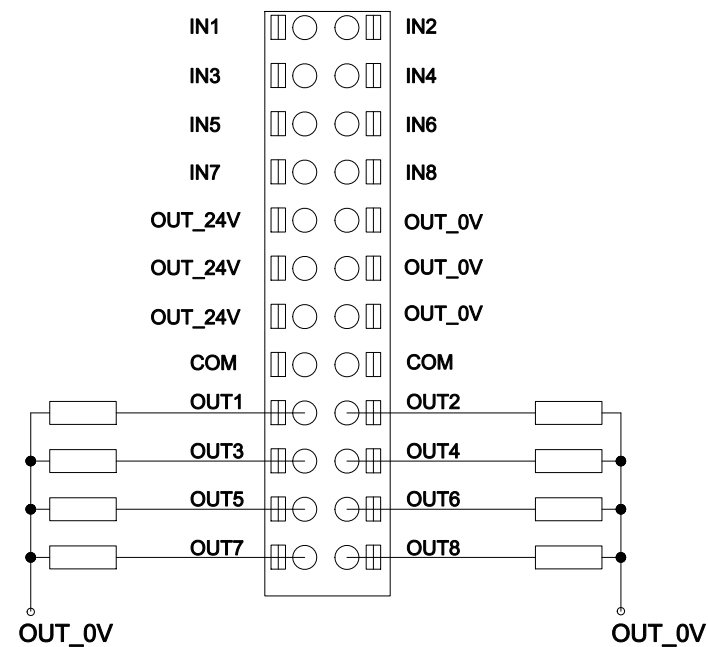 IN1 IN2
IN3 IN4
IN5 IN6
IN7 IN8
OUT_24V OUT_0V
OUT_24V OUT_0V
OUT_24V OUT_0V
COM COM
OUT1 OUT2
OUT3 OUT4
OUT5 OUT6
OUT7 OUT8
OUT_0V OUT_0V